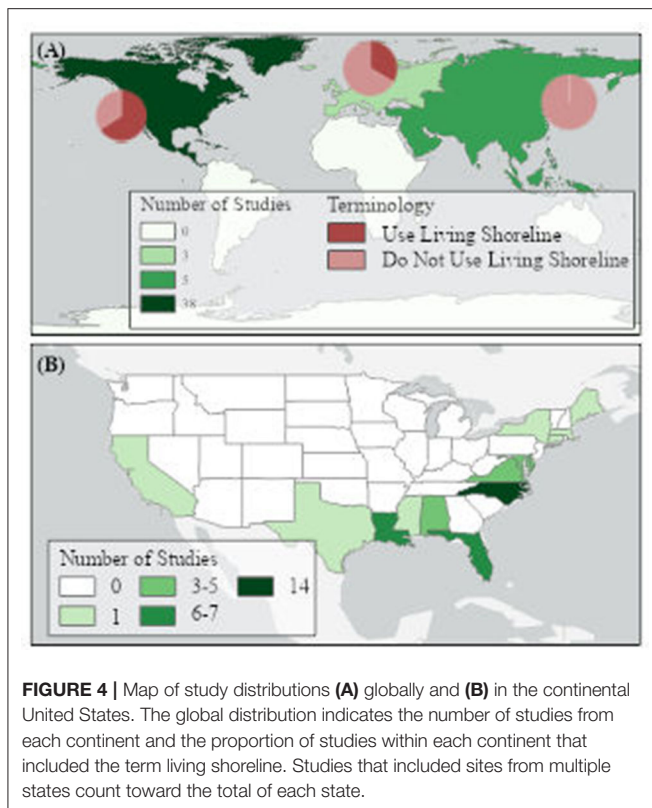 (A)
Number of Studies
0
3
5
38
Terminology
Use Living Shoreline
Do Not Use Living Shoreline
(B)
Number of Studies
0
1
3-5
6-7
14
FIGURE 4 | Map of study distributions (A) globally and (B) in the continental
United States. The global distribution indicates the number of studies from
each continent and the proportion of studies within each continent that
included the term living shoreline. Studies that included sites from multiple
states count toward the total of each state.